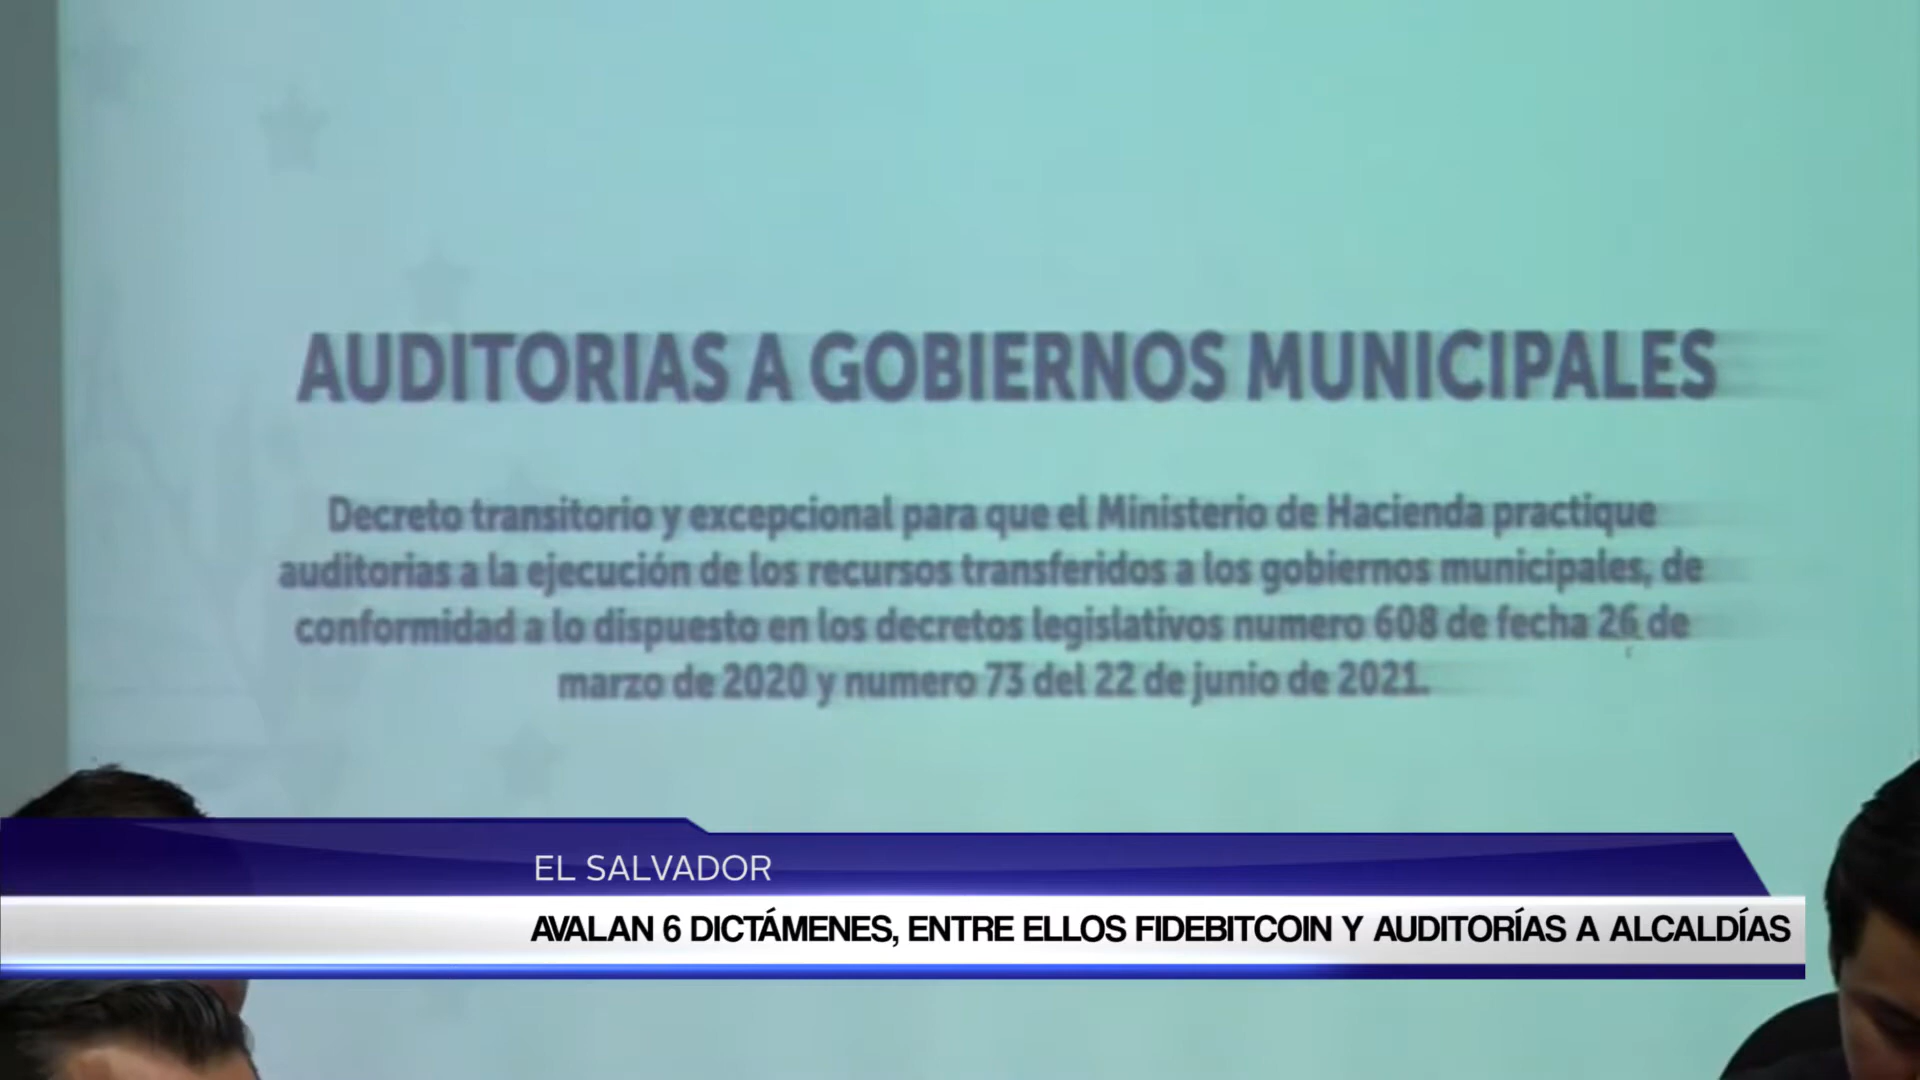 AUDITORIAS A GOBIERNOS MUNICIPALES
Decreto transitorio y excepcional para que el Ministerio de Hacienda practique
auditorias a la ejecución de los recursos transferidos a los gobiernos municipales, de
conformidad a lo dispuesto en los decretos legislativos numero 608 de fecha 26 de
marzo de 2020 y numero 73 del 22 de junio de 2021.
EL SALVADOR
AVALAN 6 DICTÁMENES, ENTRE ELLOS FIDEBITCOIN Y AUDITORÍAS A ALCALDÍAS